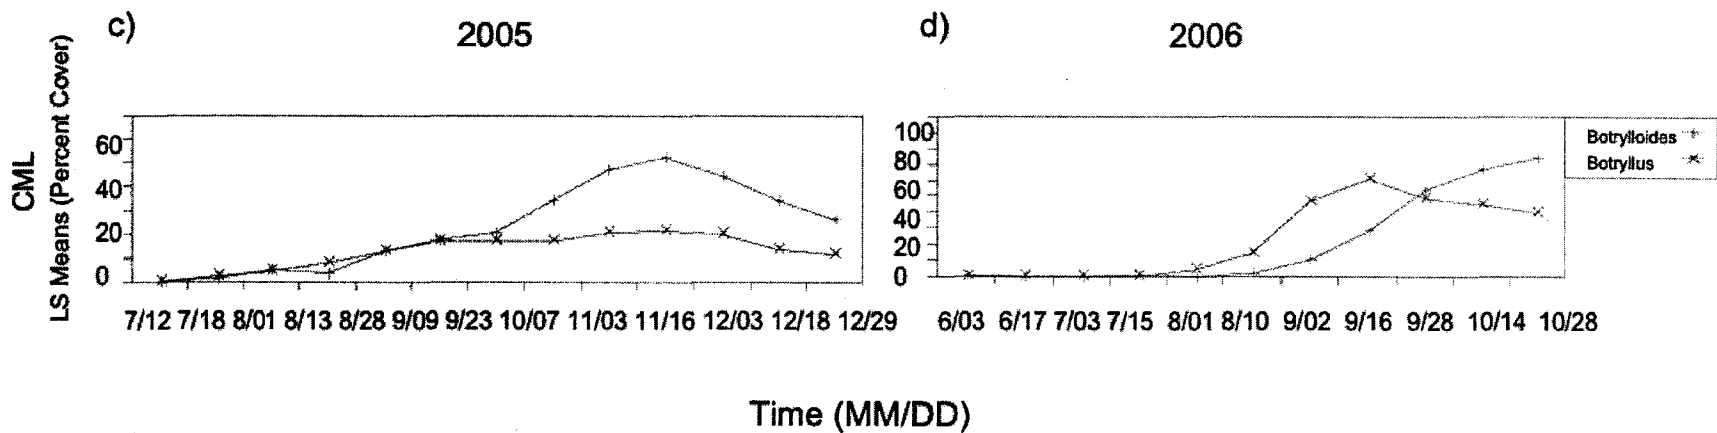 c)
2005
d)
2006
CML
LS Means (Percent Cover)
60
40
20
0
7/12 7/18 8/01 8/13 8/28 9/09 9/23 10/07 11/03 11/16 12/03 12/18 12/29
100
80
60
40
20
0
6/03 6/17 7/03 7/15 8/01 8/10 9/02 9/16 9/28 10/14 10/28
Botrylloides
Botryllus
Time (MM/DD)